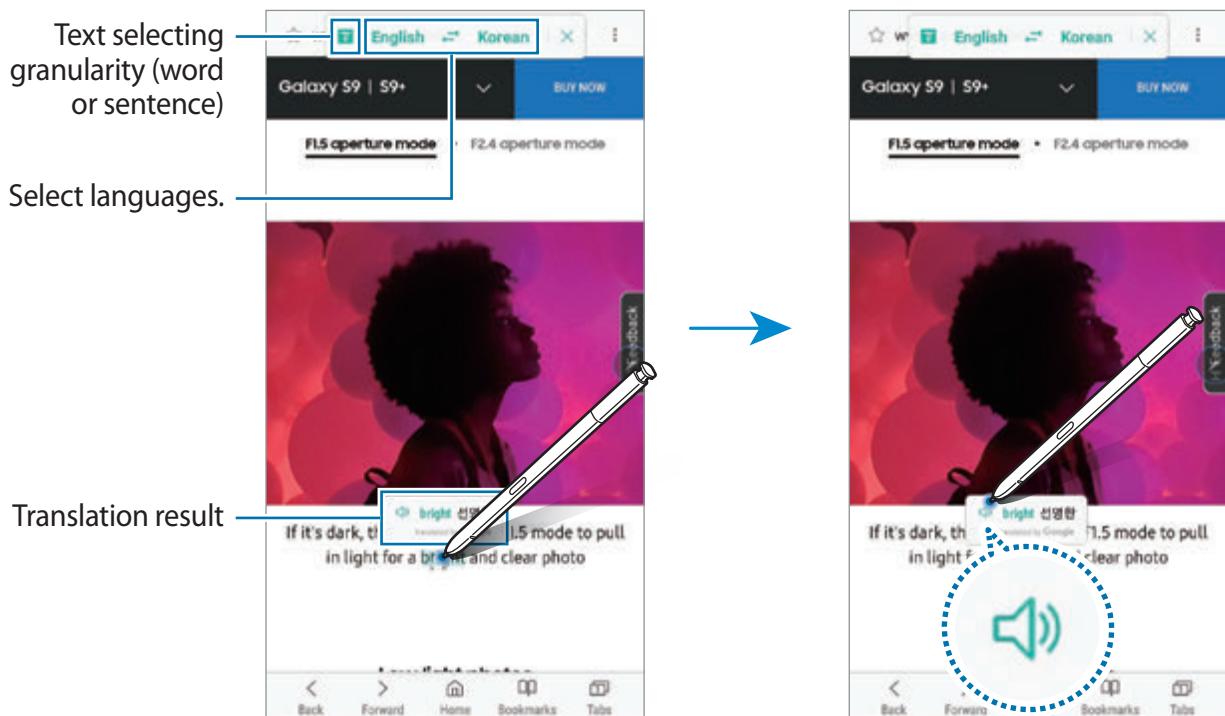 Text selecting
granularity (word
or sentence)
Select languages.
Translation result
English
Korean
Galaxy S9 | S9+
BUY NOW
F1.5 aperture mode • F2.4 aperture mode
Feedback
bright
If it's dark, th 1.5 mode to pull
in light for a and clear photo
Back Forward Home Bookmarks Tabs
English
Korean
Galaxy S9 | S9+
BUY NOW
F1.5 aperture mode • F2.4 aperture mode
Feedback
bright 선명한
Translated by Google
If it's dark, th 1.5 mode to pull
in light clear photo
Back Forward Bookmarks Tabs